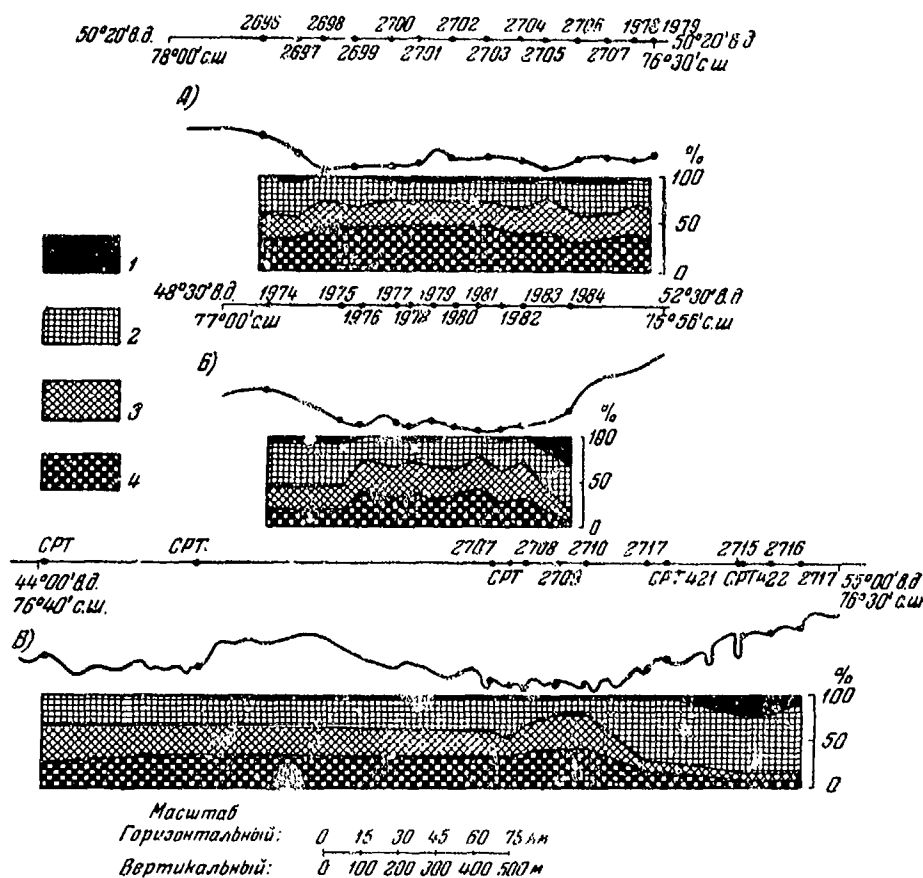 2695 2698 2700 2702 2704 2706 1978 1979
50°20'в.д. 50°20'в.д
2697 2699 2701 2703 2705 2707
78°00'с.ш 76°30'с.ш
А)
%
100
50
0
1
2
3
4
48°30'в.д. 1974 1975 1977 1979 1981 1983 1984 52°30'в.д
77°00'с.ш 1976 1978 1980 1982 75°56'с.ш
Б)
%
100
50
0
СРТ СРТ 2707 2708 2710 2717 2715 2716
44°00'в.д. СРТ 2709 СРТ 421 СРТ 422 2717 55°00'в.д
76°40'с.ш. 76°30'с.ш
В)
%
100
50
0
Масштаб
Горизонтальный: 0 15 30 45 60 75 км
Вертикальный: 0 100 200 300 400 500 м